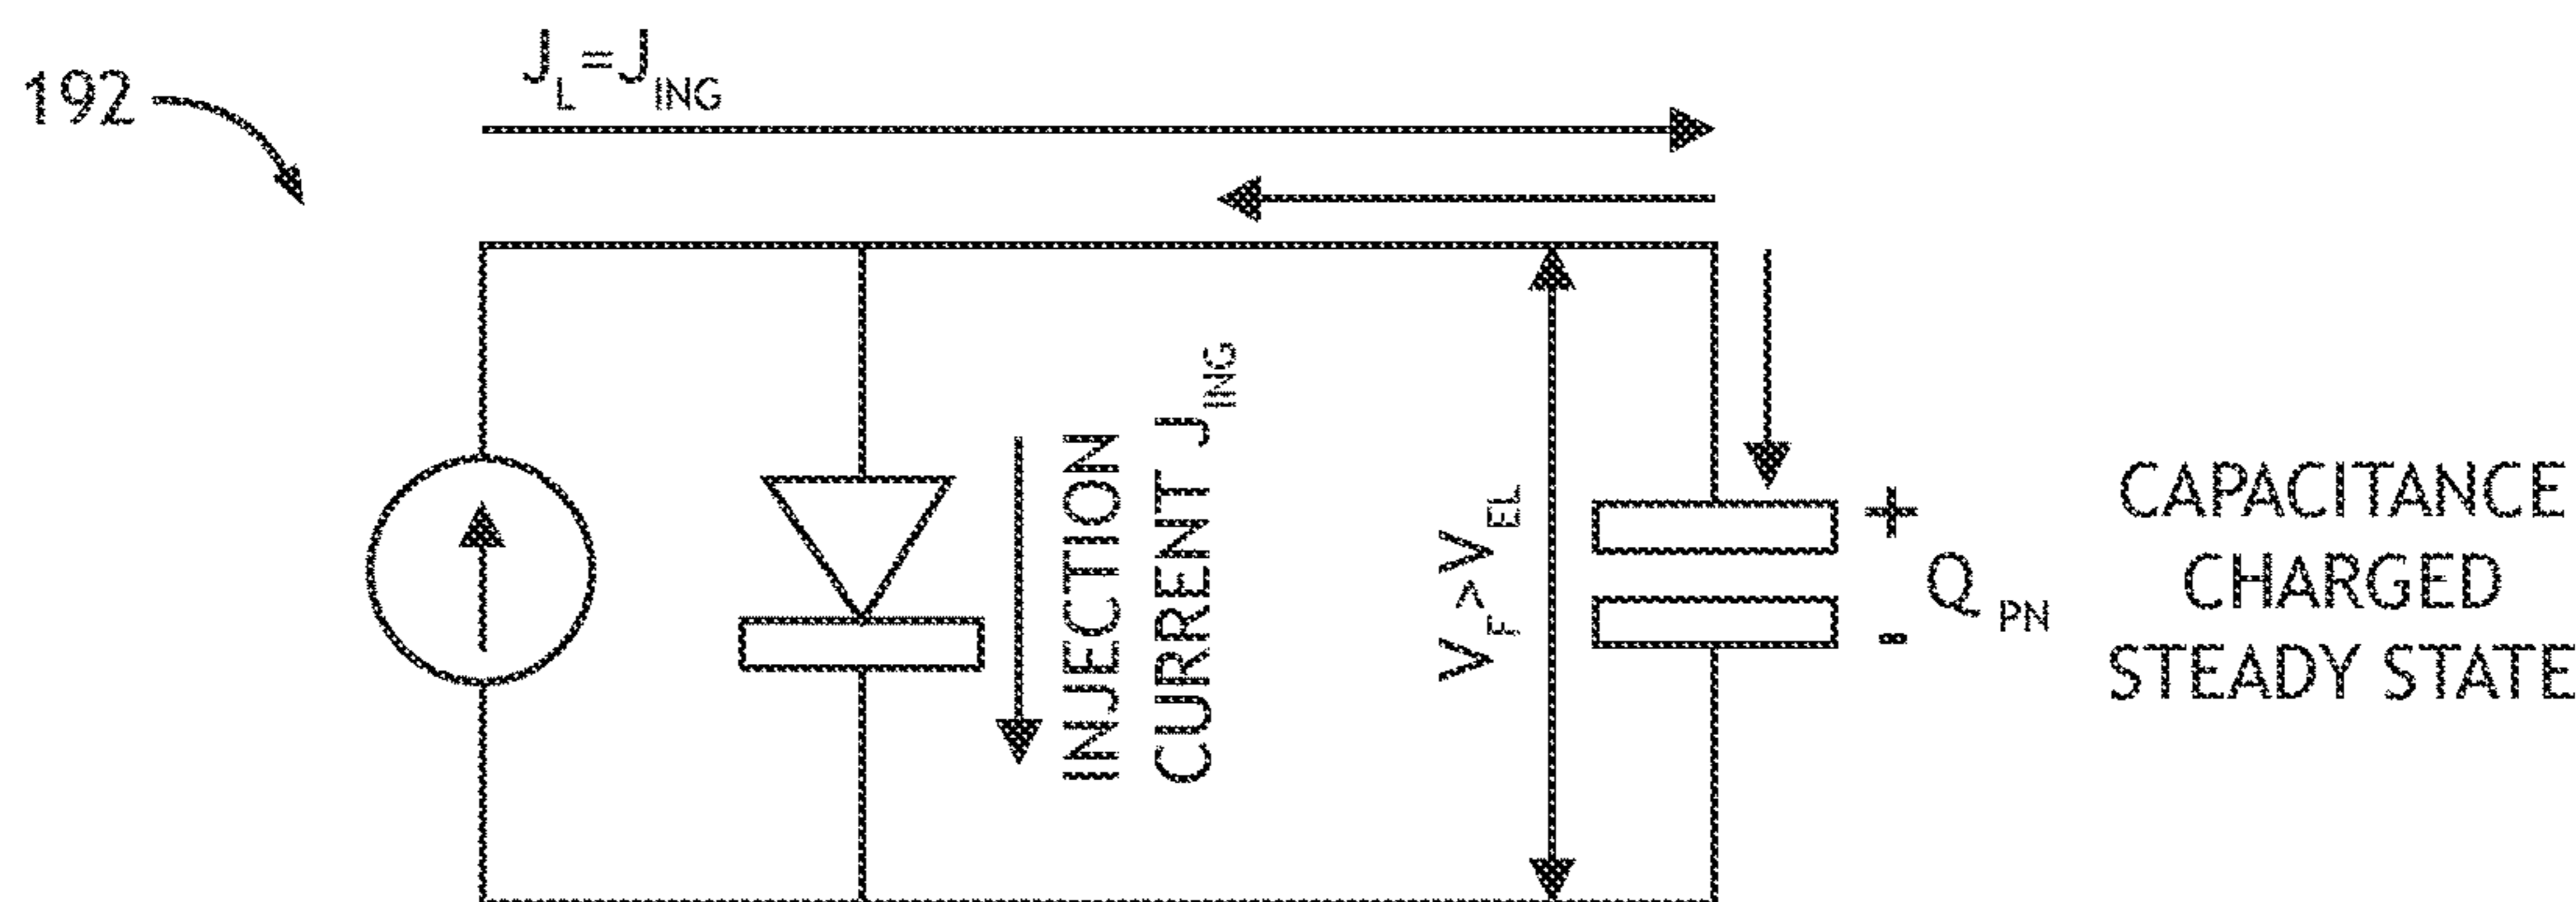 192
J_L=J_ING
INJECTION
CURRENT J_ING
V_F>V_EL
+
Q_PN
-
CAPACITANCE
CHARGED
STEADY STATE